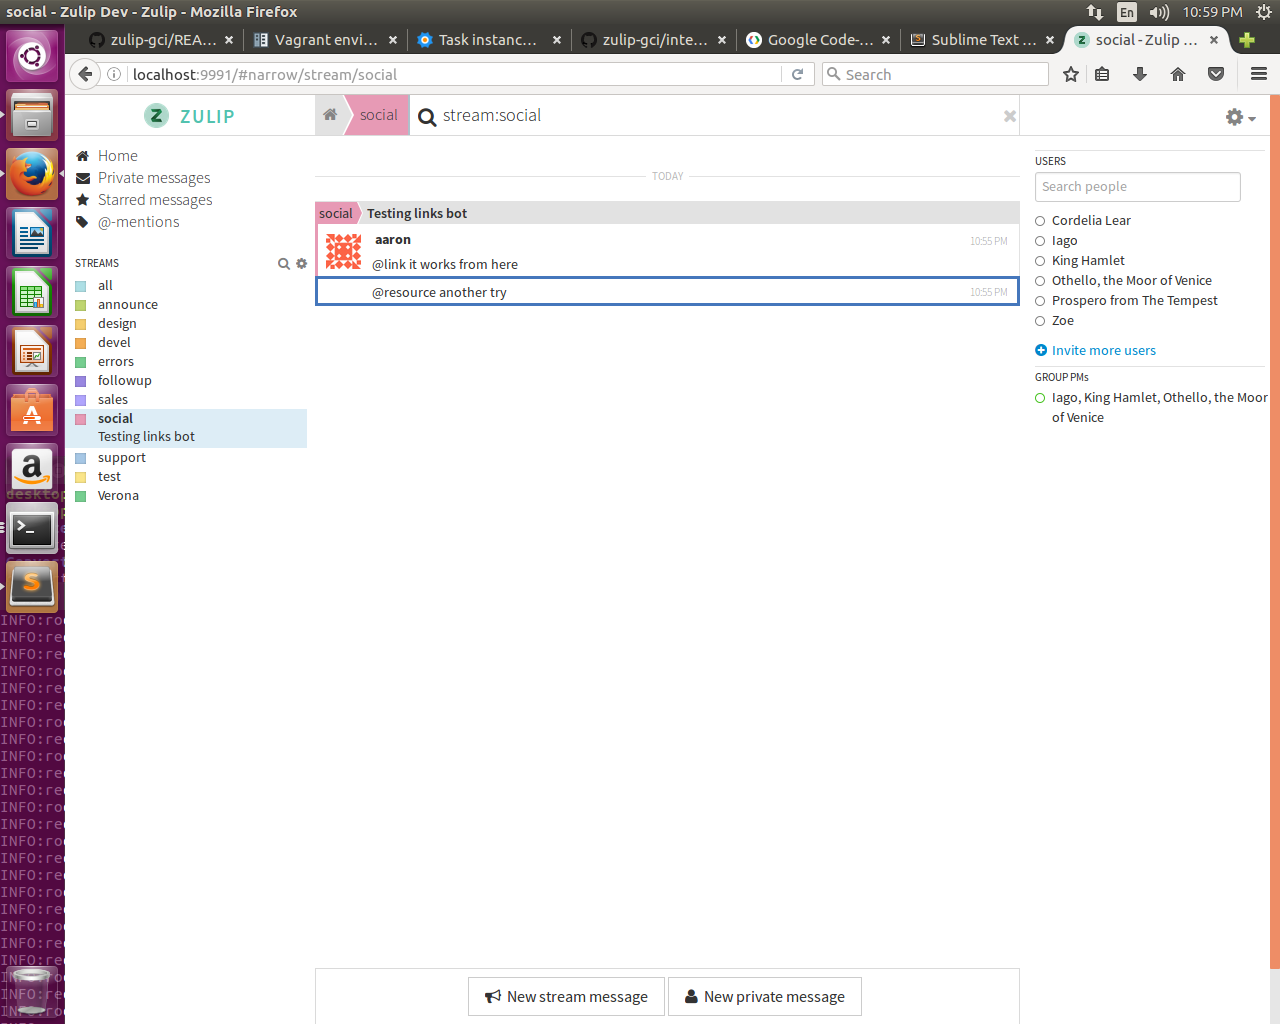 social - Zulip Dev - Zulip - Mozilla Firefox
En
10:59 PM
zulip-gci/REA...
Vagrant envi...
Task instanc...
zulip-gci/inte...
Google Code-...
Sublime Text ...
social - Zulip ...
localhost:9991/#narrow/stream/social
Search
ZULIP
social
stream:social
Home
Private messages
Starred messages
@-mentions
STREAMS
all
announce
design
devel
errors
followup
sales
social
Testing links bot
support
test
Verona
TODAY
social
Testing links bot
aaron
10:55 PM
@link it works from here
@resource another try
10:55 PM
USERS
Search people
Cordelia Lear
Iago
King Hamlet
Othello, the Moor of Venice
Prospero from The Tempest
Zoe
Invite more users
GROUP PMs
Iago, King Hamlet, Othello, the Moor
of Venice
desktop
INFO:ro
INFO:re
INFO:re
INFO:ro
INFO:re
INFO:re
INFO:ro
INFO:re
INFO:ro
INFO:re
INFO:re
INFO:ro
INFO:re
INFO:ro
INFO:re
INFO:re
INFO:ro
INFO:re
INFO:ro
INFO:re
INFO:re
New stream message
New private message